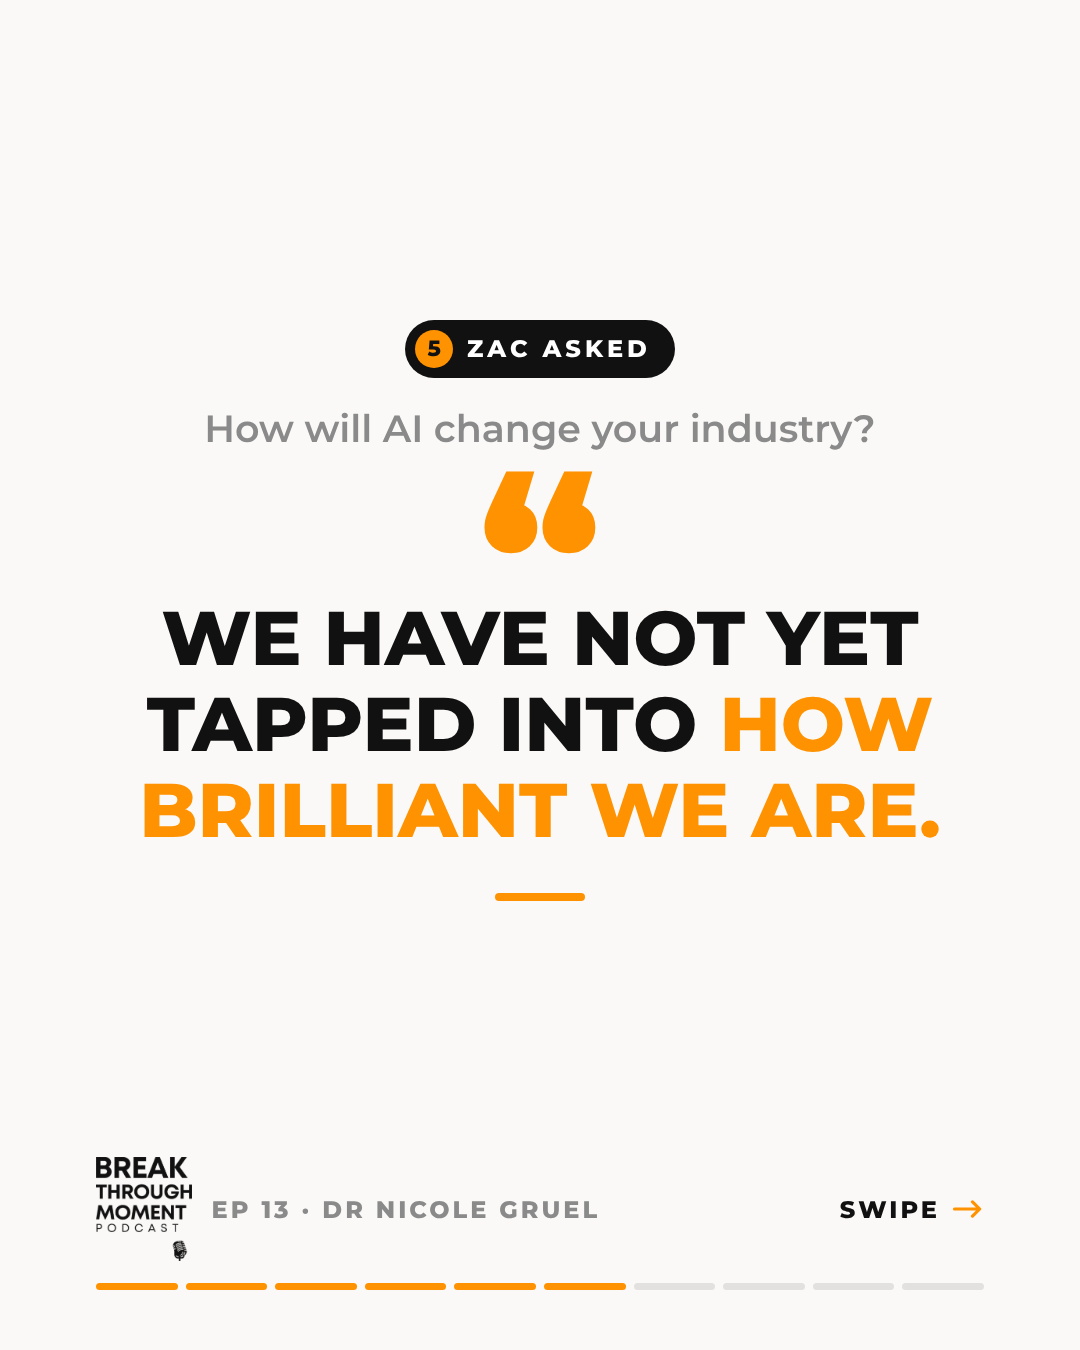 5 ZAC ASKED
How will AI change your industry?
“
WE HAVE NOT YET
TAPPED INTO HOW
BRILLIANT WE ARE.
BREAK
THROUGH
MOMENT
PODCAST
EP 13 · DR NICOLE GRUEL
SWIPE →